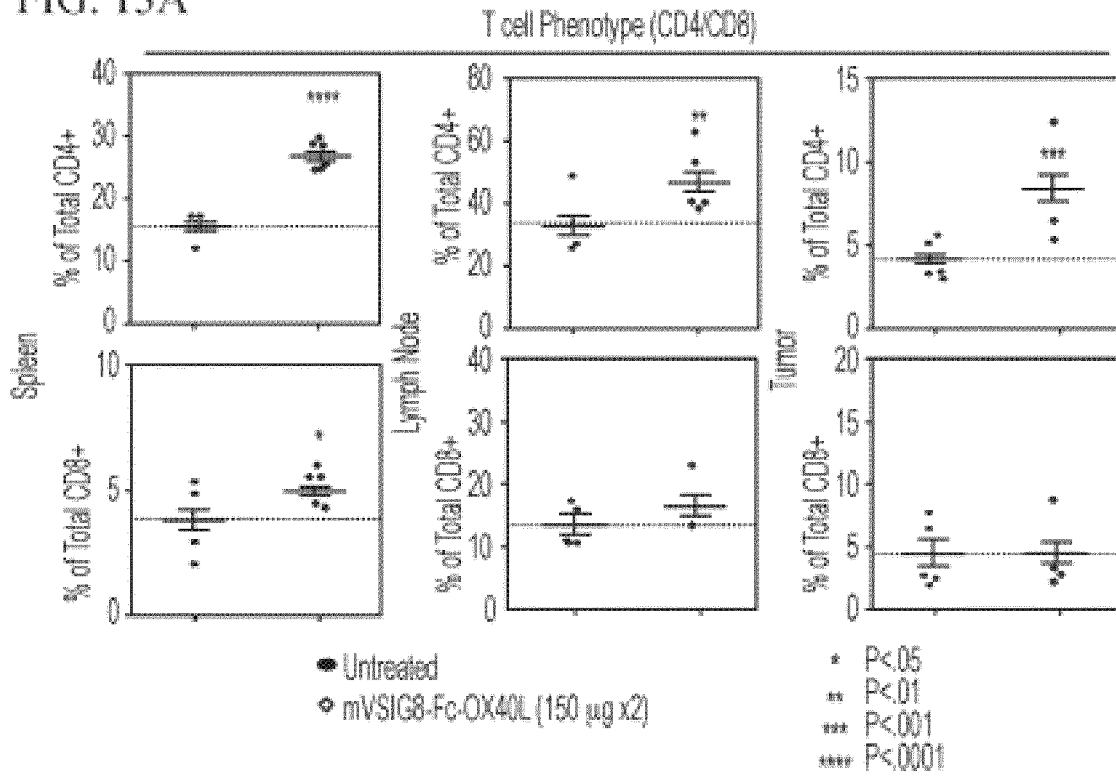 FIG. 13A
T cell Phenotype (CD4/CD8)
Spleen
% of Total CD4+
40
30
20
10
0
****
% of Total CD8+
10
5
0
Lymph Node
% of Total CD4+
80
60
40
20
0
**
% of Total CD8+
40
30
20
10
0
Tumor
% of Total CD4+
15
10
5
0
***
% of Total CD8+
20
15
10
5
0
Untreated
mVSIG8-Fc-OX40L (150 µg x2)
* P<.05
** P<.01
*** P<.001
**** P<.0001